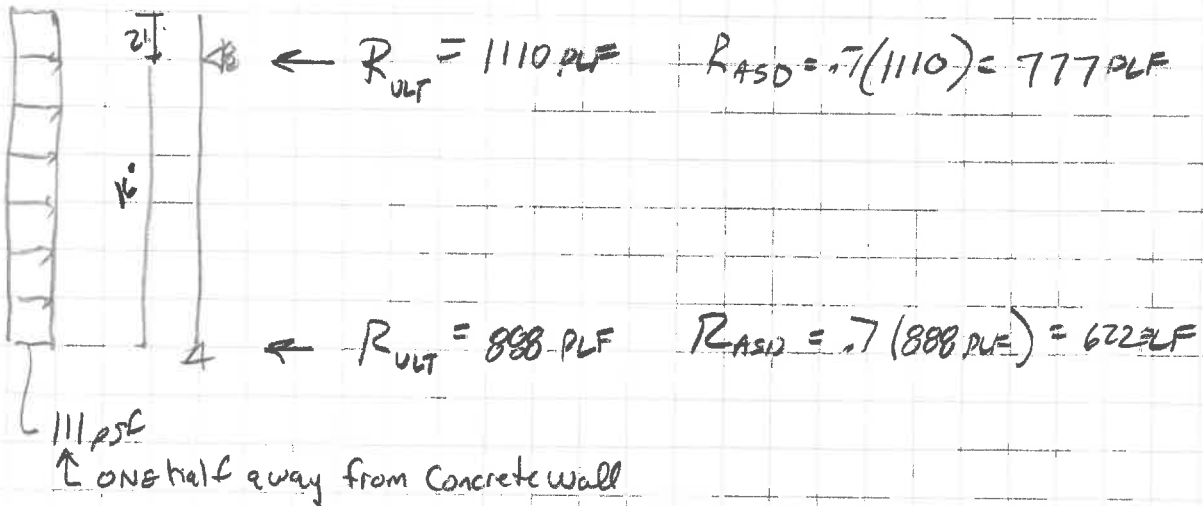 2'
R_ULT = 1110 PLF R_ASD = .7(1110) = 777 PLF
16'
R_ULT = 888 PLF R_ASD = .7(888 PLF) = 622 PLF
111 psf
↑ ONE half away from Concrete wall